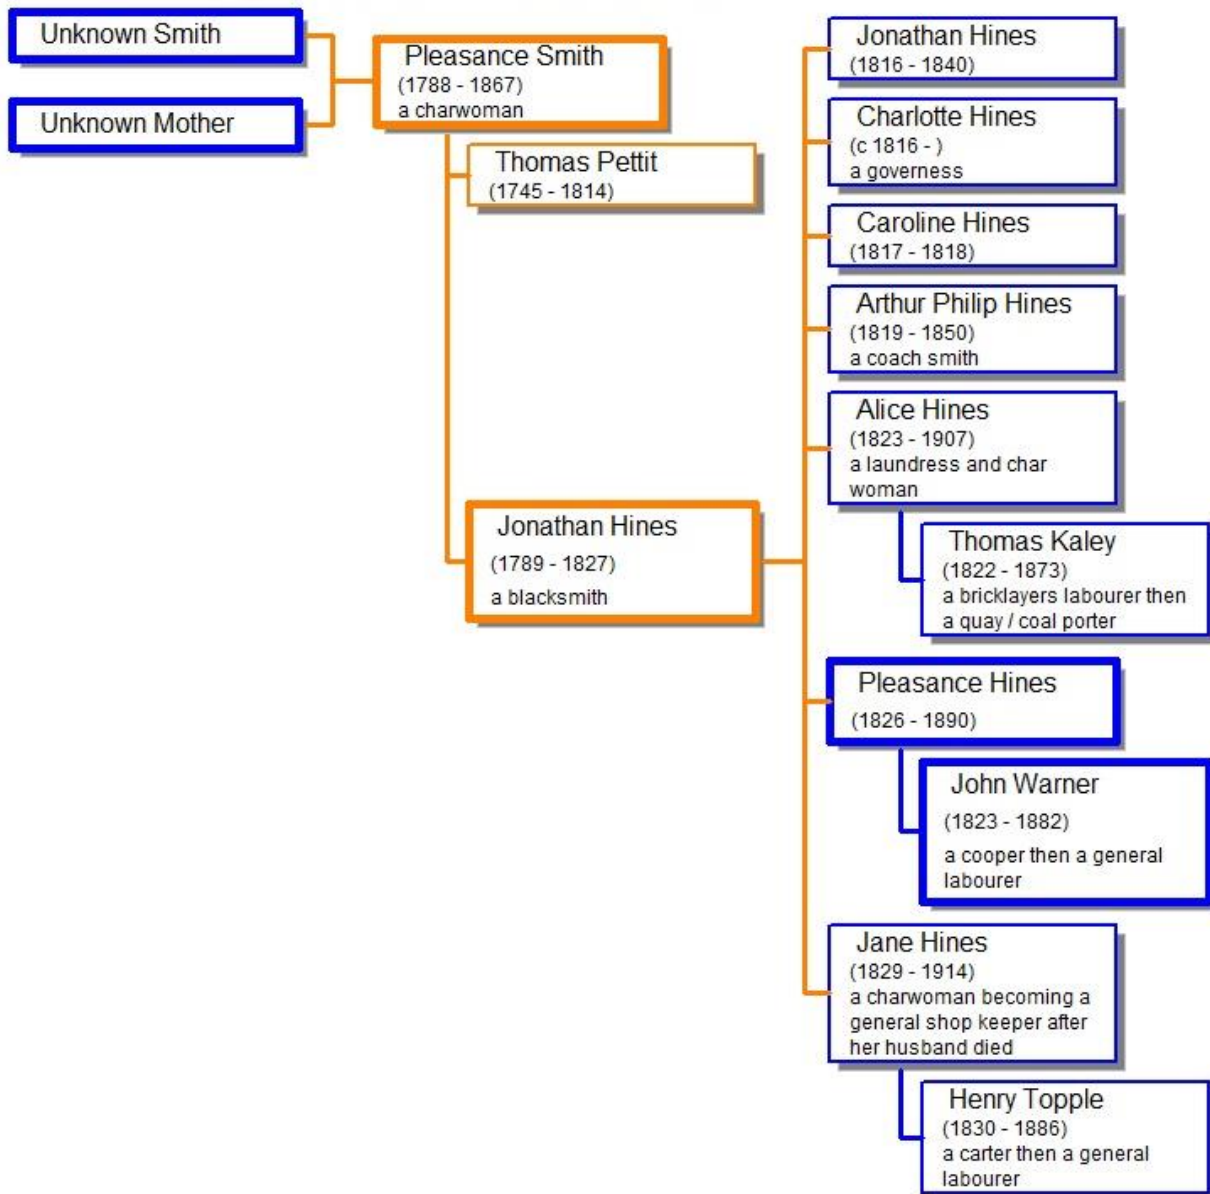 Unknown Smith
Unknown Mother
Pleasance Smith
(1788 - 1867)
a charwoman
Thomas Pettit
(1745 - 1814)
Jonathan Hines
(1789 - 1827)
a blacksmith
Jonathan Hines
(1816 - 1840)
Charlotte Hines
(c 1816 - )
a governess
Caroline Hines
(1817 - 1818)
Arthur Philip Hines
(1819 - 1850)
a coach smith
Alice Hines
(1823 - 1907)
a laundress and char
woman
Thomas Kaley
(1822 - 1873)
a bricklayers labourer then
a quay / coal porter
Pleasance Hines
(1826 - 1890)
John Warner
(1823 - 1882)
a cooper then a general
labourer
Jane Hines
(1829 - 1914)
a charwoman becoming a
general shop keeper after
her husband died
Henry Topple
(1830 - 1886)
a carter then a general
labourer